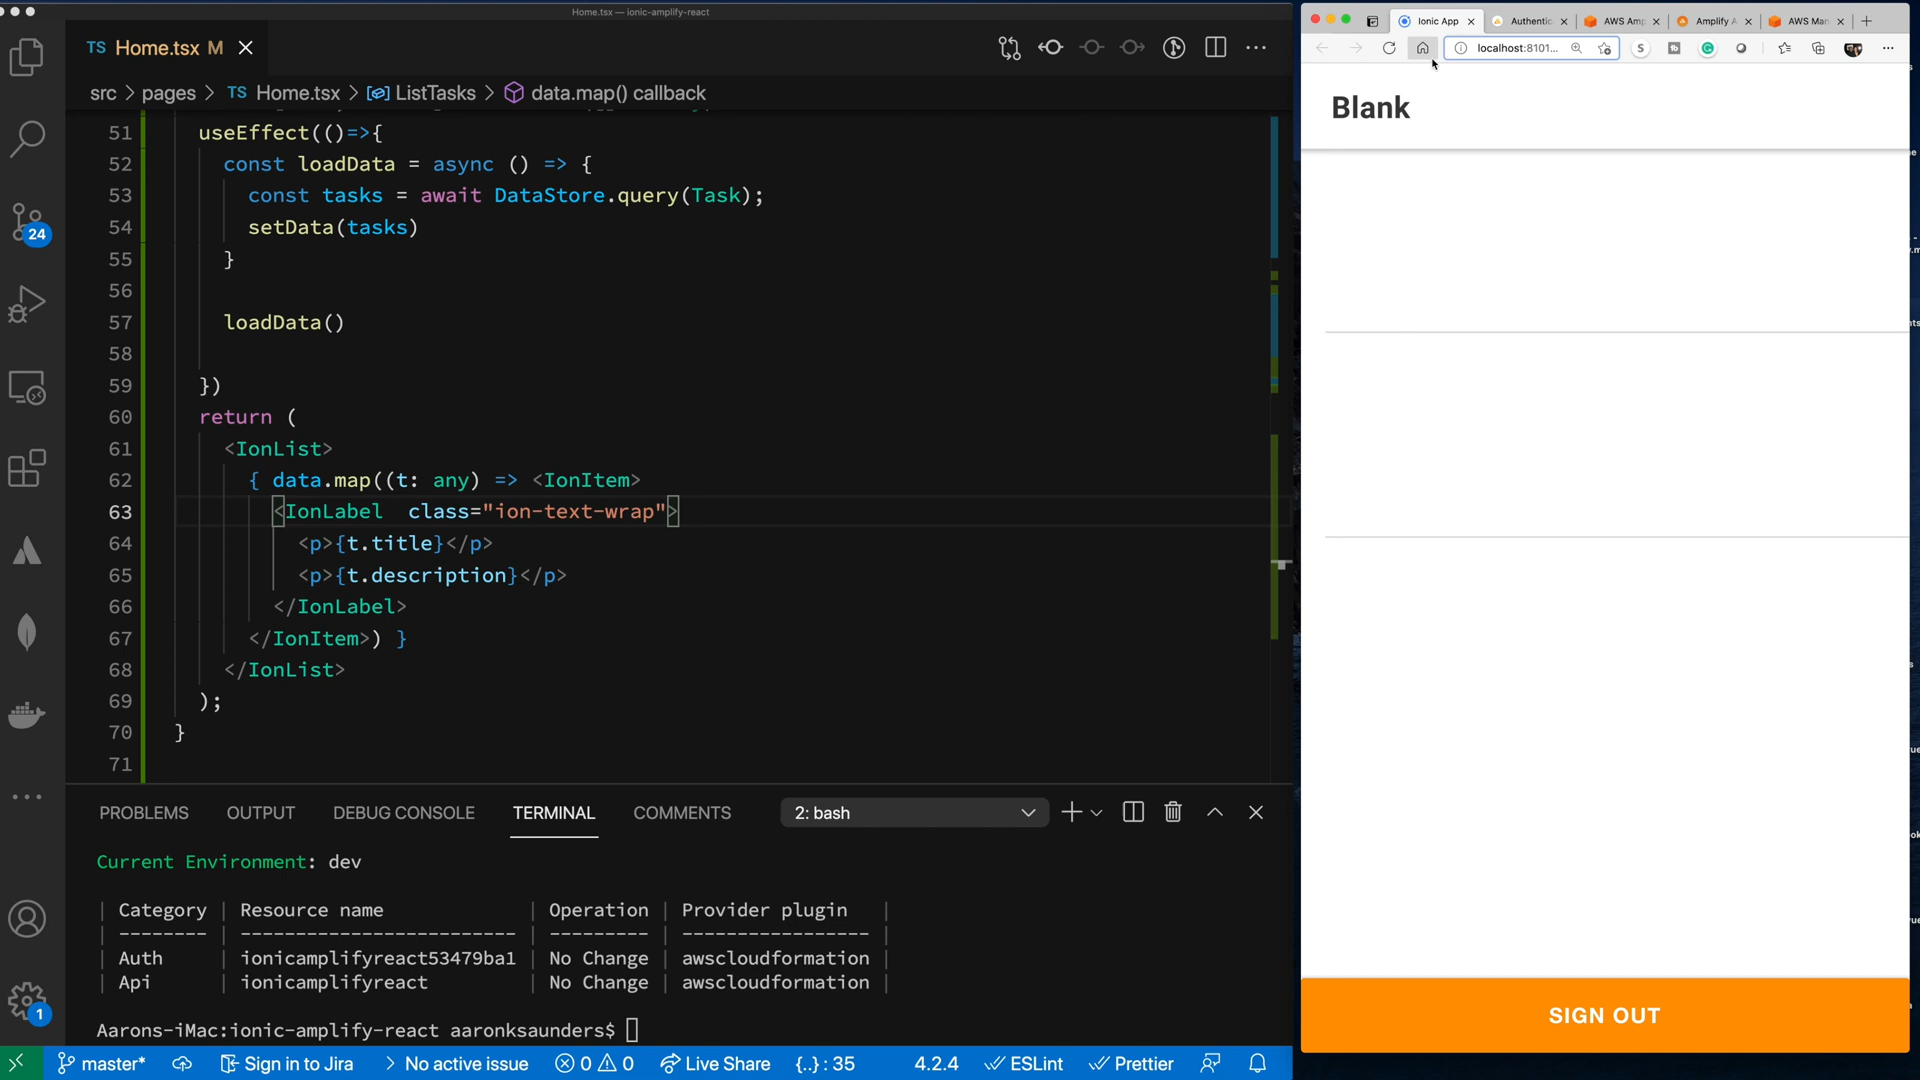 Home.tsx — ionic-amplify-react
TS Home.tsx M
src > pages > TS Home.tsx > ListTasks > data.map() callback
51 useEffect(()=>{
52 const loadData = async () => {
53 const tasks = await DataStore.query(Task);
54 setData(tasks)
55 }
56
57 loadData()
58
59 })
60 return (
61 <IonList>
62 { data.map((t: any) => <IonItem>
63 <IonLabel class="ion-text-wrap">
64 <p>{t.title}</p>
65 <p>{t.description}</p>
66 </IonLabel>
67 </IonItem>) }
68 </IonList>
69 );
70 }
71
24
1
PROBLEMS OUTPUT DEBUG CONSOLE TERMINAL COMMENTS 2: bash
Current Environment: dev
| Category | Resource name | Operation | Provider plugin |
| -------- | ----------------------- | --------- | ----------------- |
| Auth | ionicamplifyreact53479ba1 | No Change | awscloudformation |
| Api | ionicamplifyreact | No Change | awscloudformation |
Aarons-iMac:ionic-amplify-react aaronksaunders$
master* Sign in to Jira No active issue 0 0 Live Share {..} : 35 4.2.4 ESLint Prettier
Ionic App Authentic AWS Amp Amplify A AWS Man
localhost:8101...
Blank
SIGN OUT